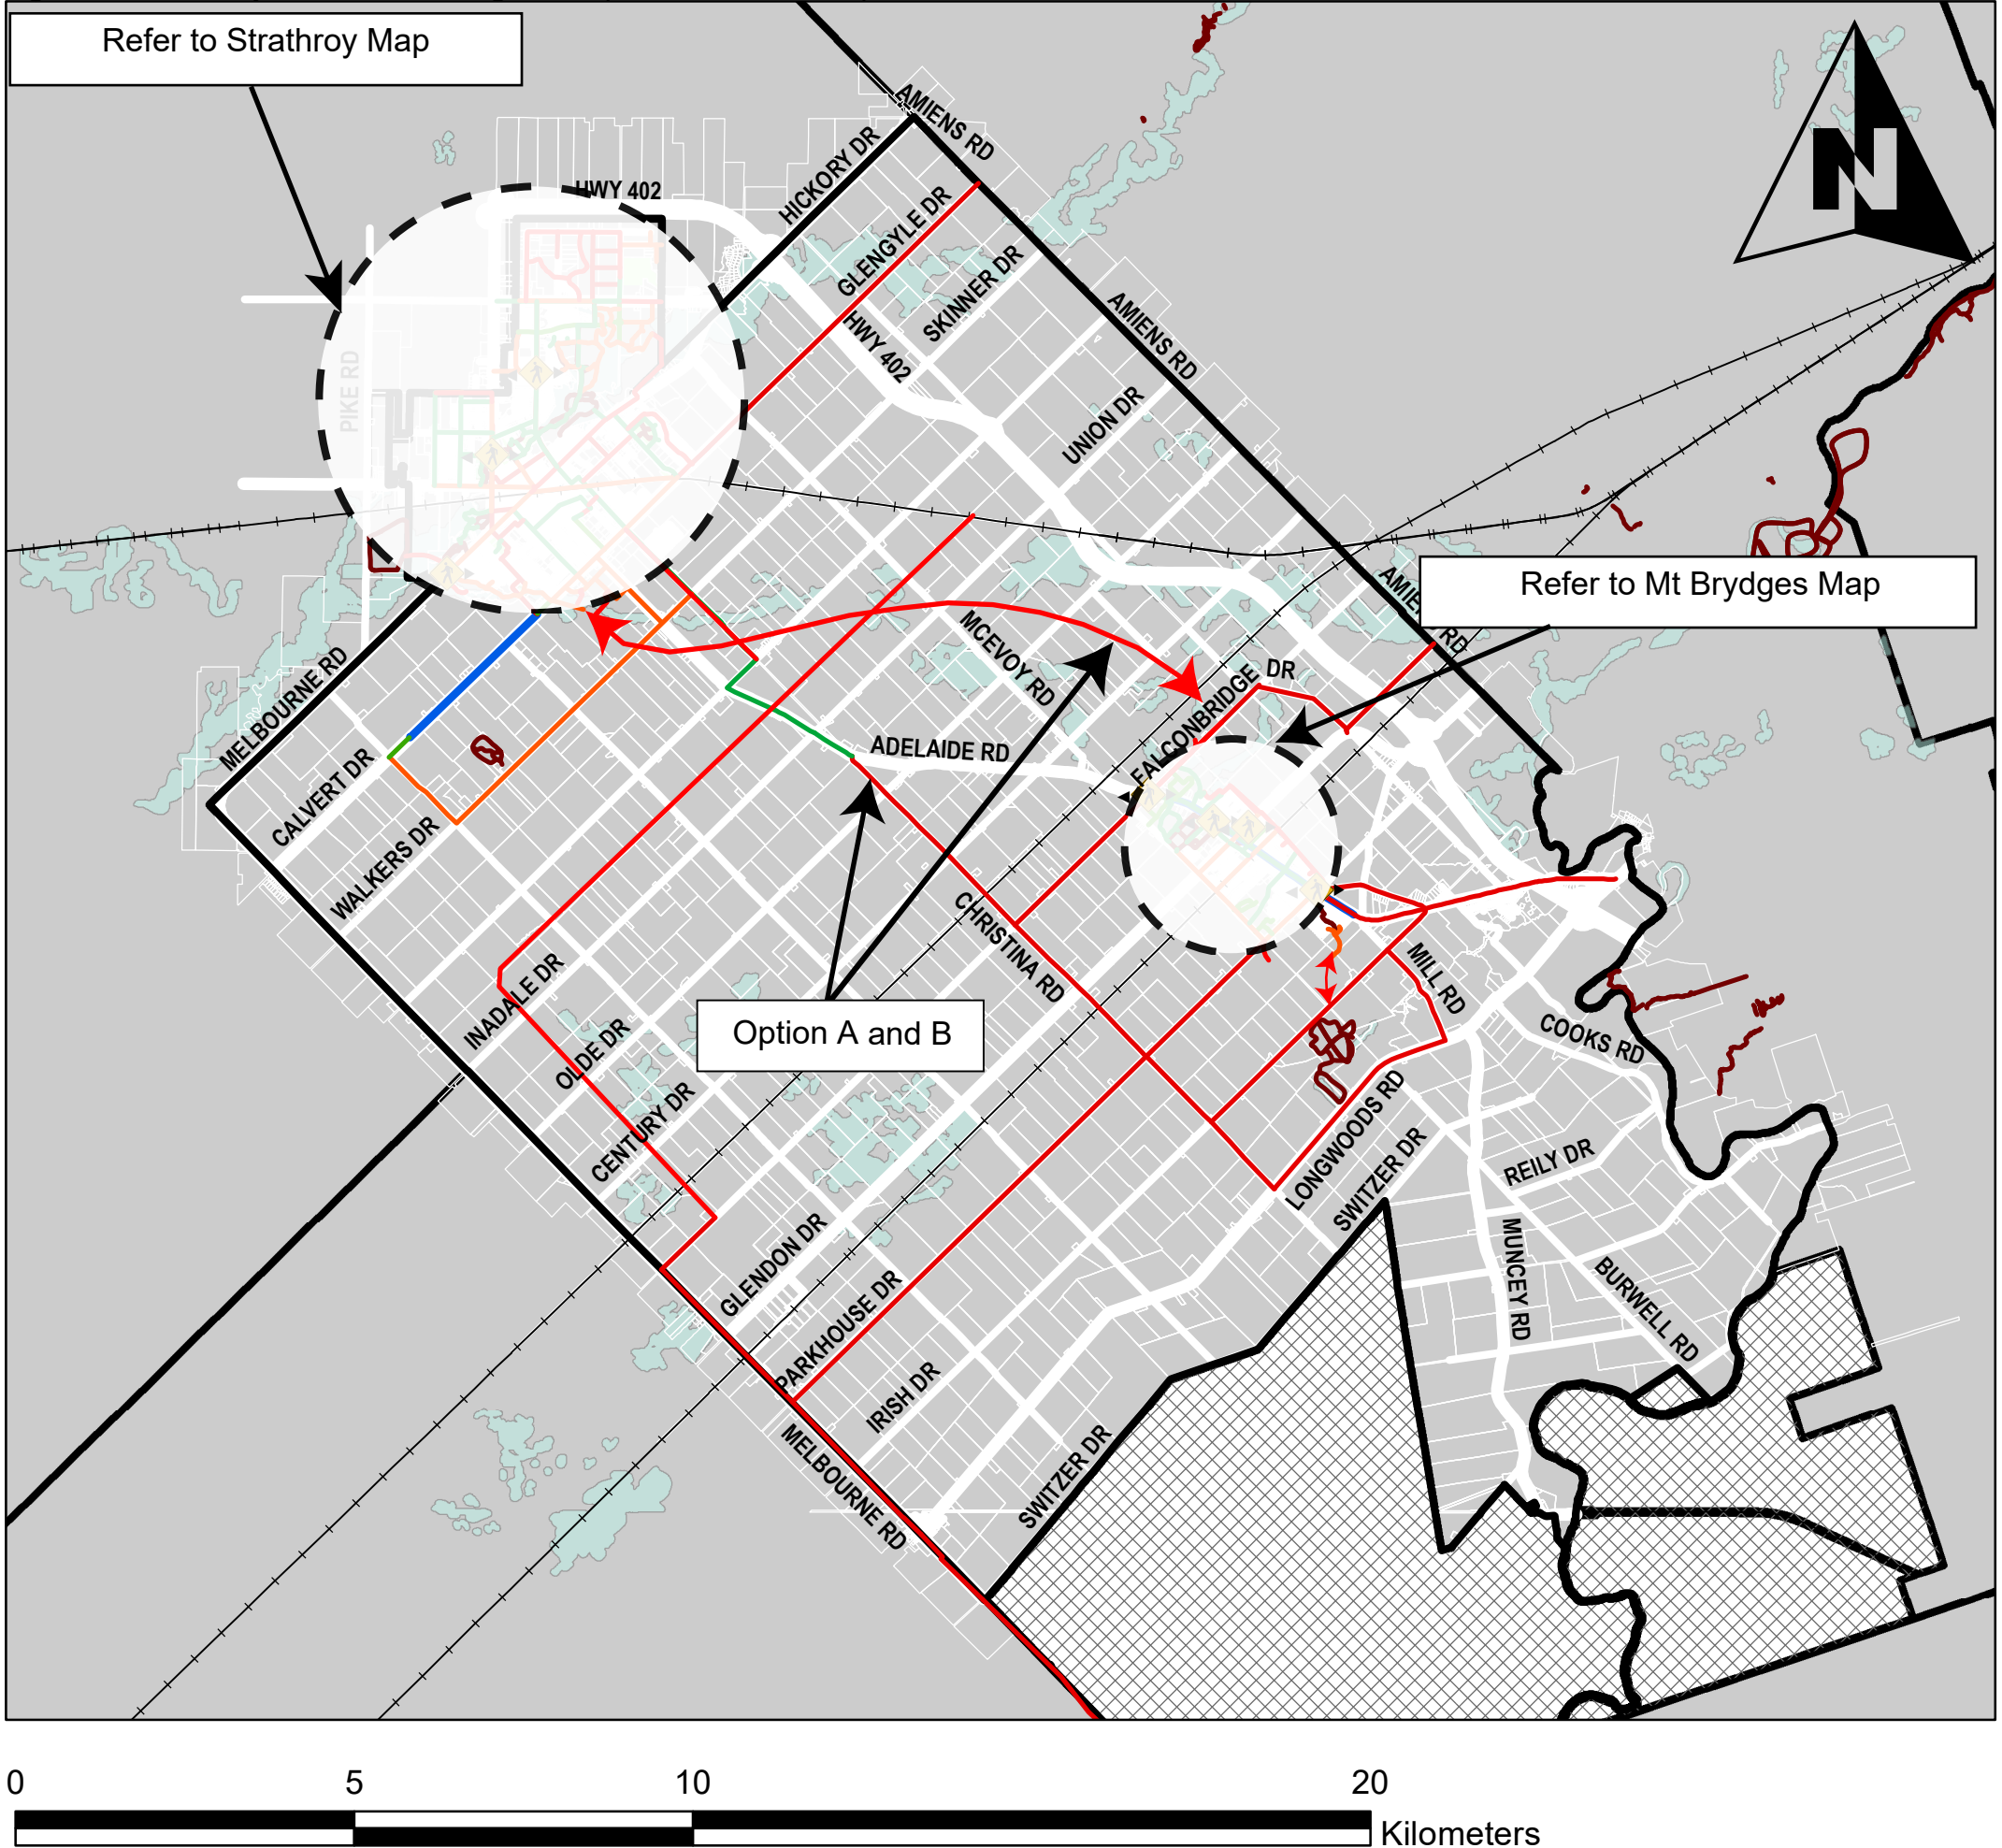 Refer to Strathroy Map
AMIENS RD
HICKORY DR
HWY 402
GLENGYLE DR
SKINNER DR
N
HWY 402
AMIENS RD
PIKE RD
UNION DR
Refer to Mt Brydges Map
AMIENS RD
MCEVOY RD
FALCONBRIDGE DR
MELBOURNE RD
ADELAIDE RD
CALVERT DR
WALKERS DR
CHRISTINA RD
MILL RD
INADALE DR
Option A and B
OLDE DR
COOKS RD
CENTURY DR
LONGWOODS RD
SWITZER DR
REILY DR
GLENDON DR
MUNCEY RD
BURWELL RD
PARKHOUSE DR
IRISH DR
MELBOURNE RD
SWITZER DR
0 5 10 20
Kilometers